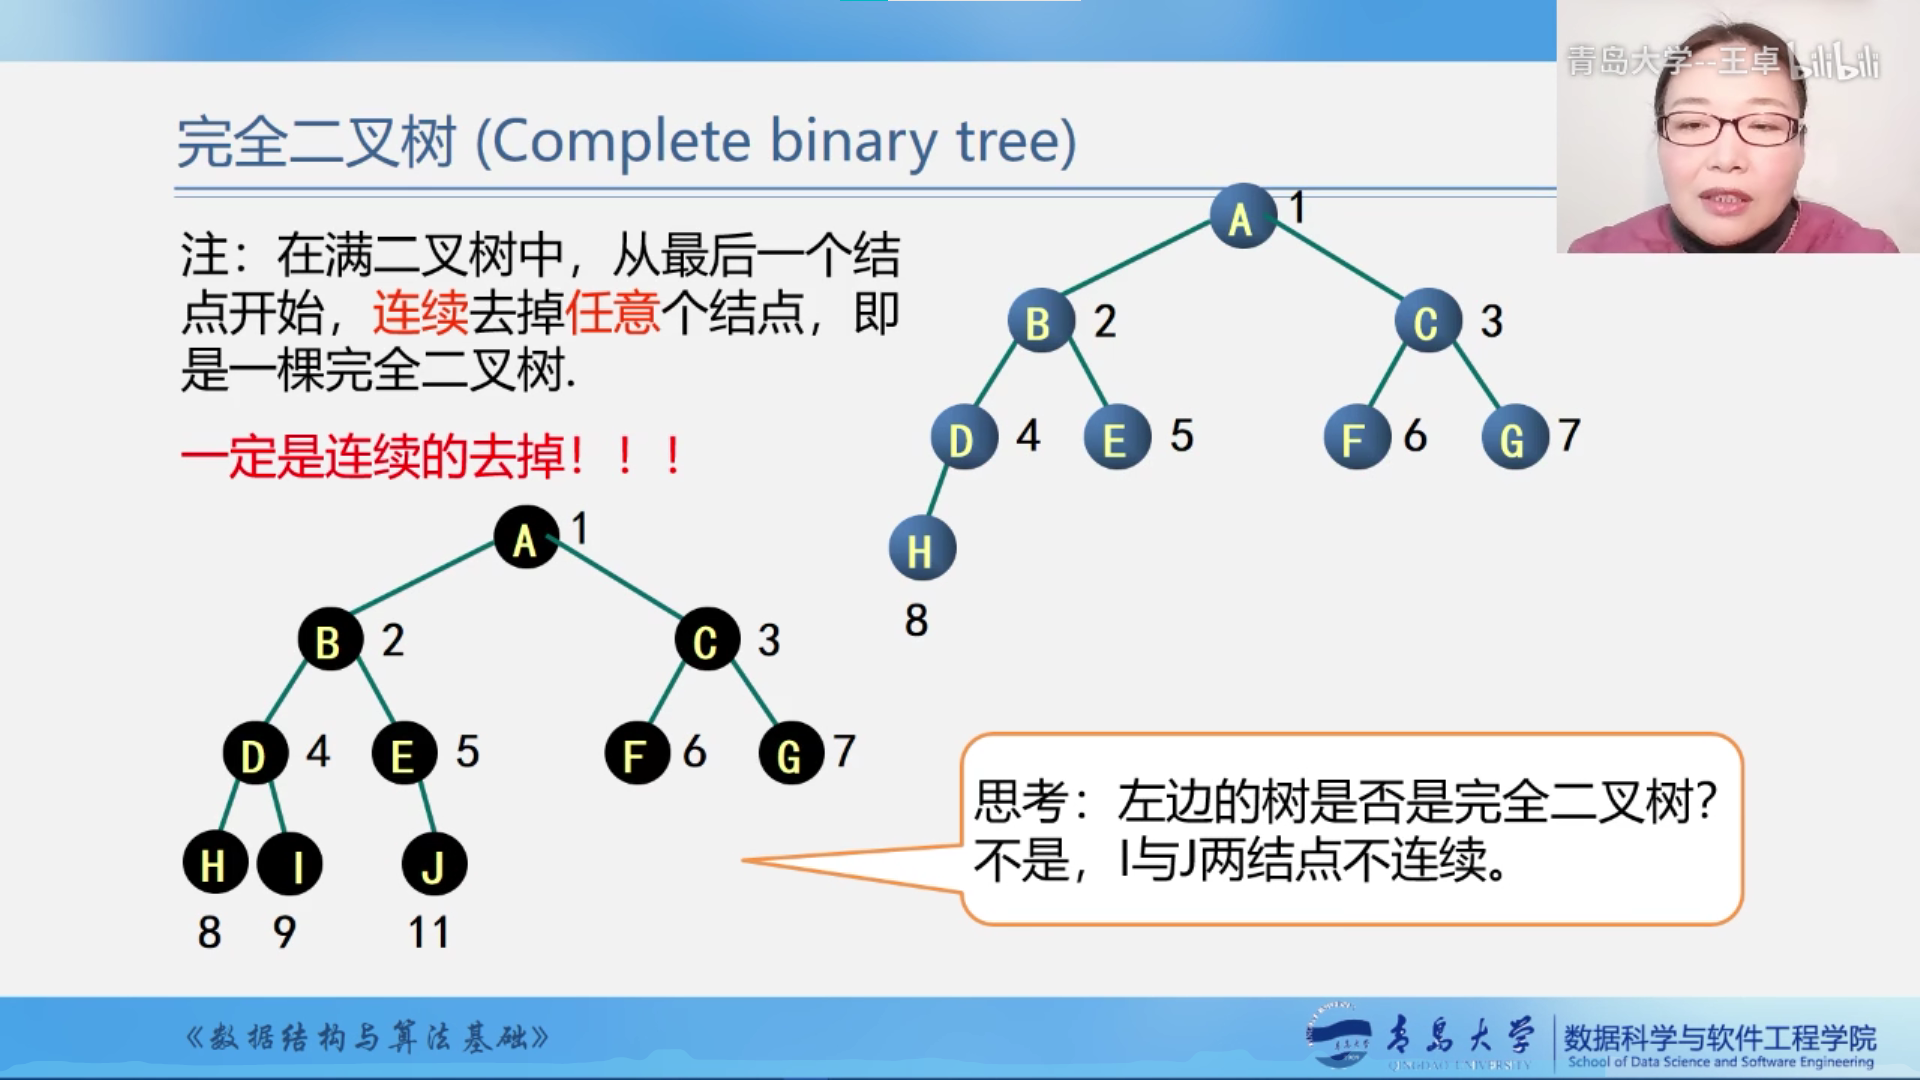 青岛大学--王卓 bilibili
完全二叉树 (Complete binary tree)
注：在满二叉树中，从最后一个结
点开始，连续去掉任意个结点，即
是一棵完全二叉树.
一定是连续的去掉！！！
A 1
B 2
C 3
D 4
E 5
F 6
G 7
H
8
A 1
B 2
C 3
D 4
E 5
F 6
G 7
H I J
8 9 11
思考：左边的树是否是完全二叉树？
不是，I与J两结点不连续。
《数据结构与算法基础》
青岛大学
QINGDAO UNIVERSITY
数据科学与软件工程学院
School of Data Science and Software Engineering